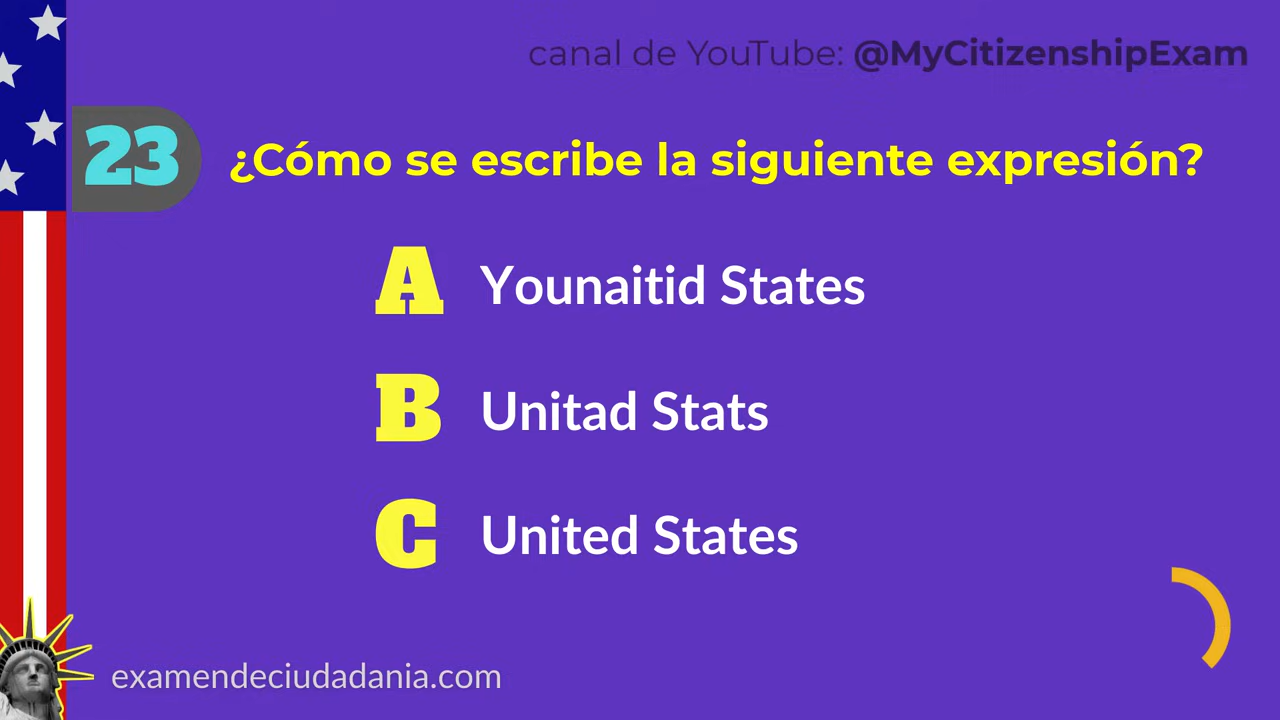 canal de YouTube: @MyCitizenshipExam
23 ¿Cómo se escribe la siguiente expresión?
A Younaitid States
B Unitad Stats
C United States
examendeciudadania.com